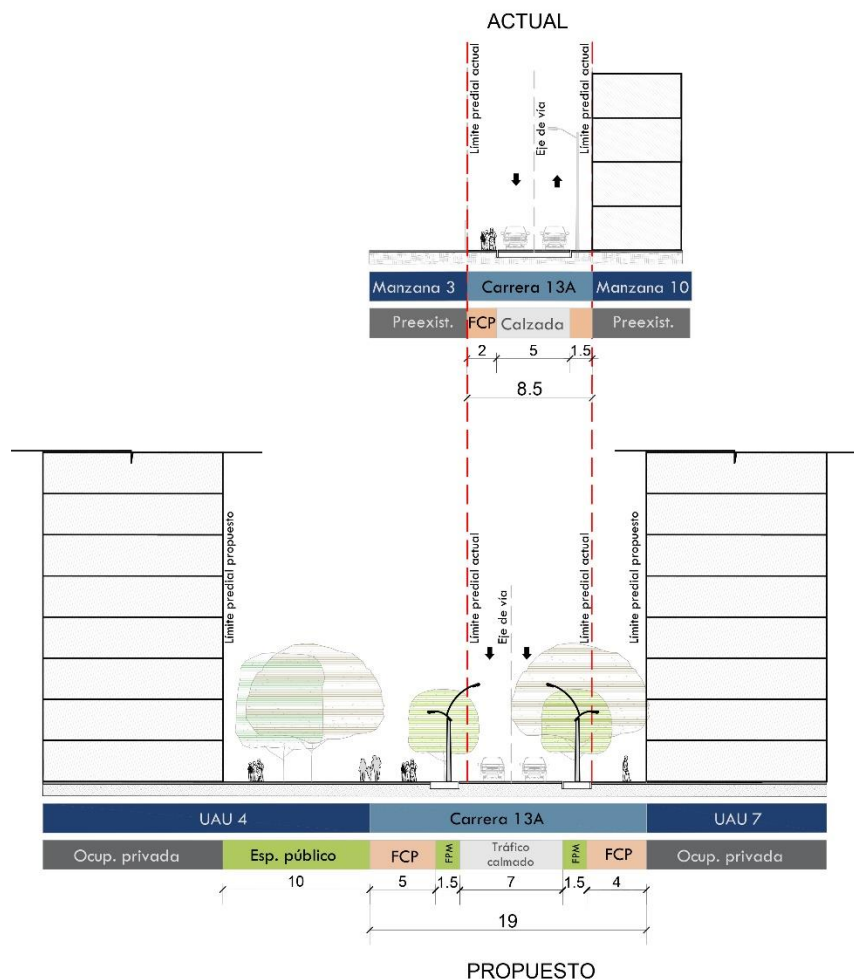 ACTUAL
Límite predial actual
Eje de vía
Límite predial actual
Manzana 3
Carrera 13A
Manzana 10
Preexist.
FCP
Calzada
Preexist.
2
5
1.5
8.5
Límite predial propuesto
Límite predial actual
Eje de vía
Límite predial actual
Límite predial propuesto
UAU 4
Carrera 13A
UAU 7
Ocup. privada
Esp. público
FCP
FPM
Tráfico
calmado
FPM
FCP
Ocup. privada
10
5
1.5
7
1.5
4
19
PROPUESTO